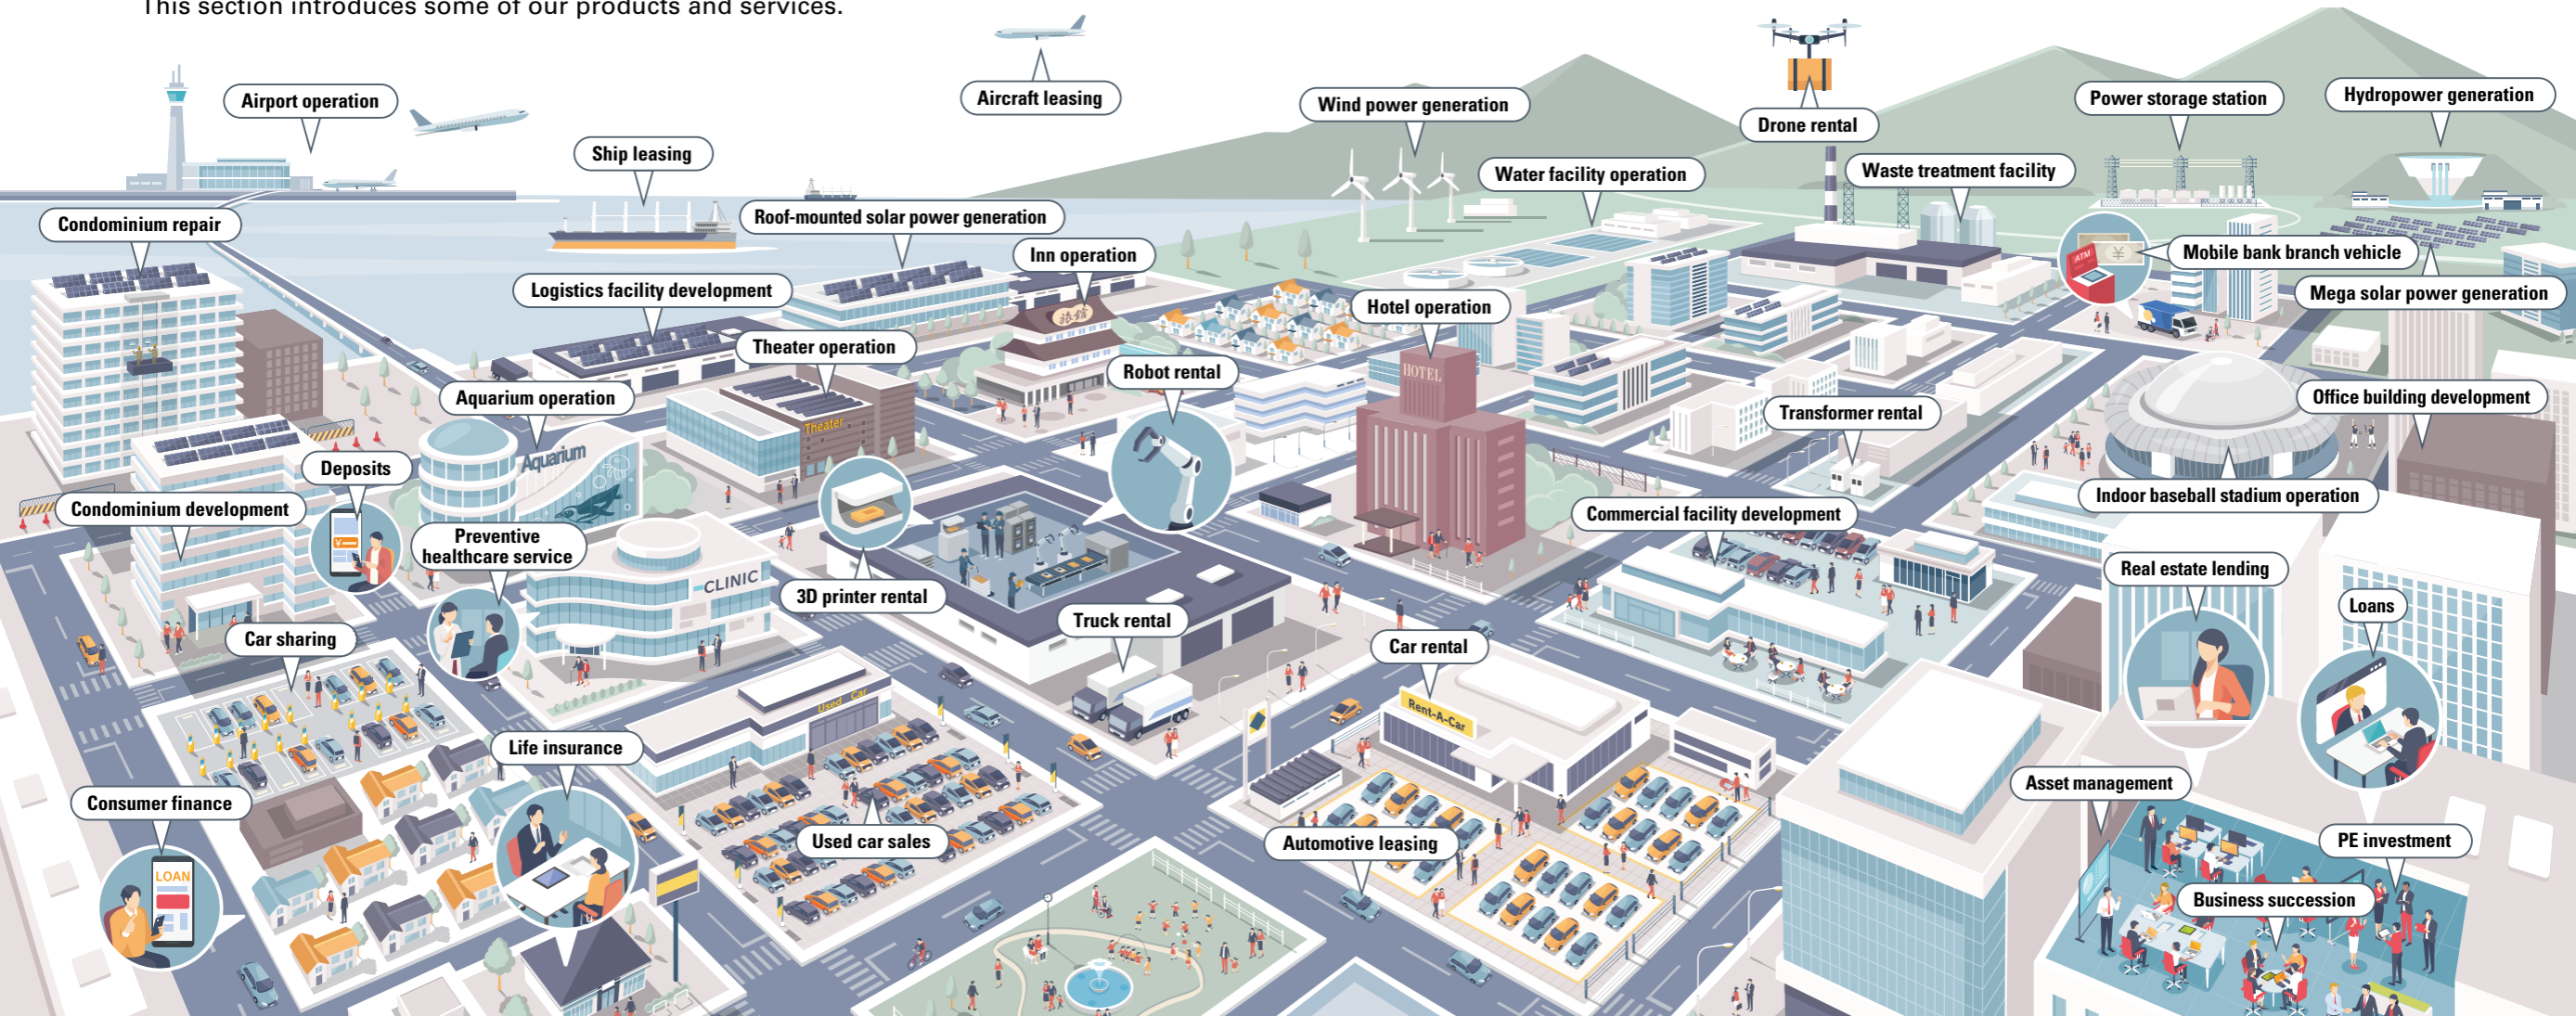 This section introduces some of our products and services.
Airport operation
Aircraft leasing
Ship leasing
Wind power generation
Drone rental
Power storage station
Hydropower generation
Water facility operation
Waste treatment facility
Condominium repair
Roof-mounted solar power generation
Inn operation
旅館
Mobile bank branch vehicle
ATM
¥
Mega solar power generation
Logistics facility development
Hotel operation
HOTEL
Theater operation
Theater
Robot rental
Aquarium operation
Aquarium
Transformer rental
Office building development
Indoor baseball stadium operation
Deposits
¥
Condominium development
Preventive
healthcare service
CLINIC
3D printer rental
Commercial facility development
Real estate lending
Loans
Truck rental
Car sharing
Car rental
Rent-A-Car
Used Car
Life insurance
Consumer finance
LOAN
Used car sales
Automotive leasing
Asset management
PE investment
Business succession